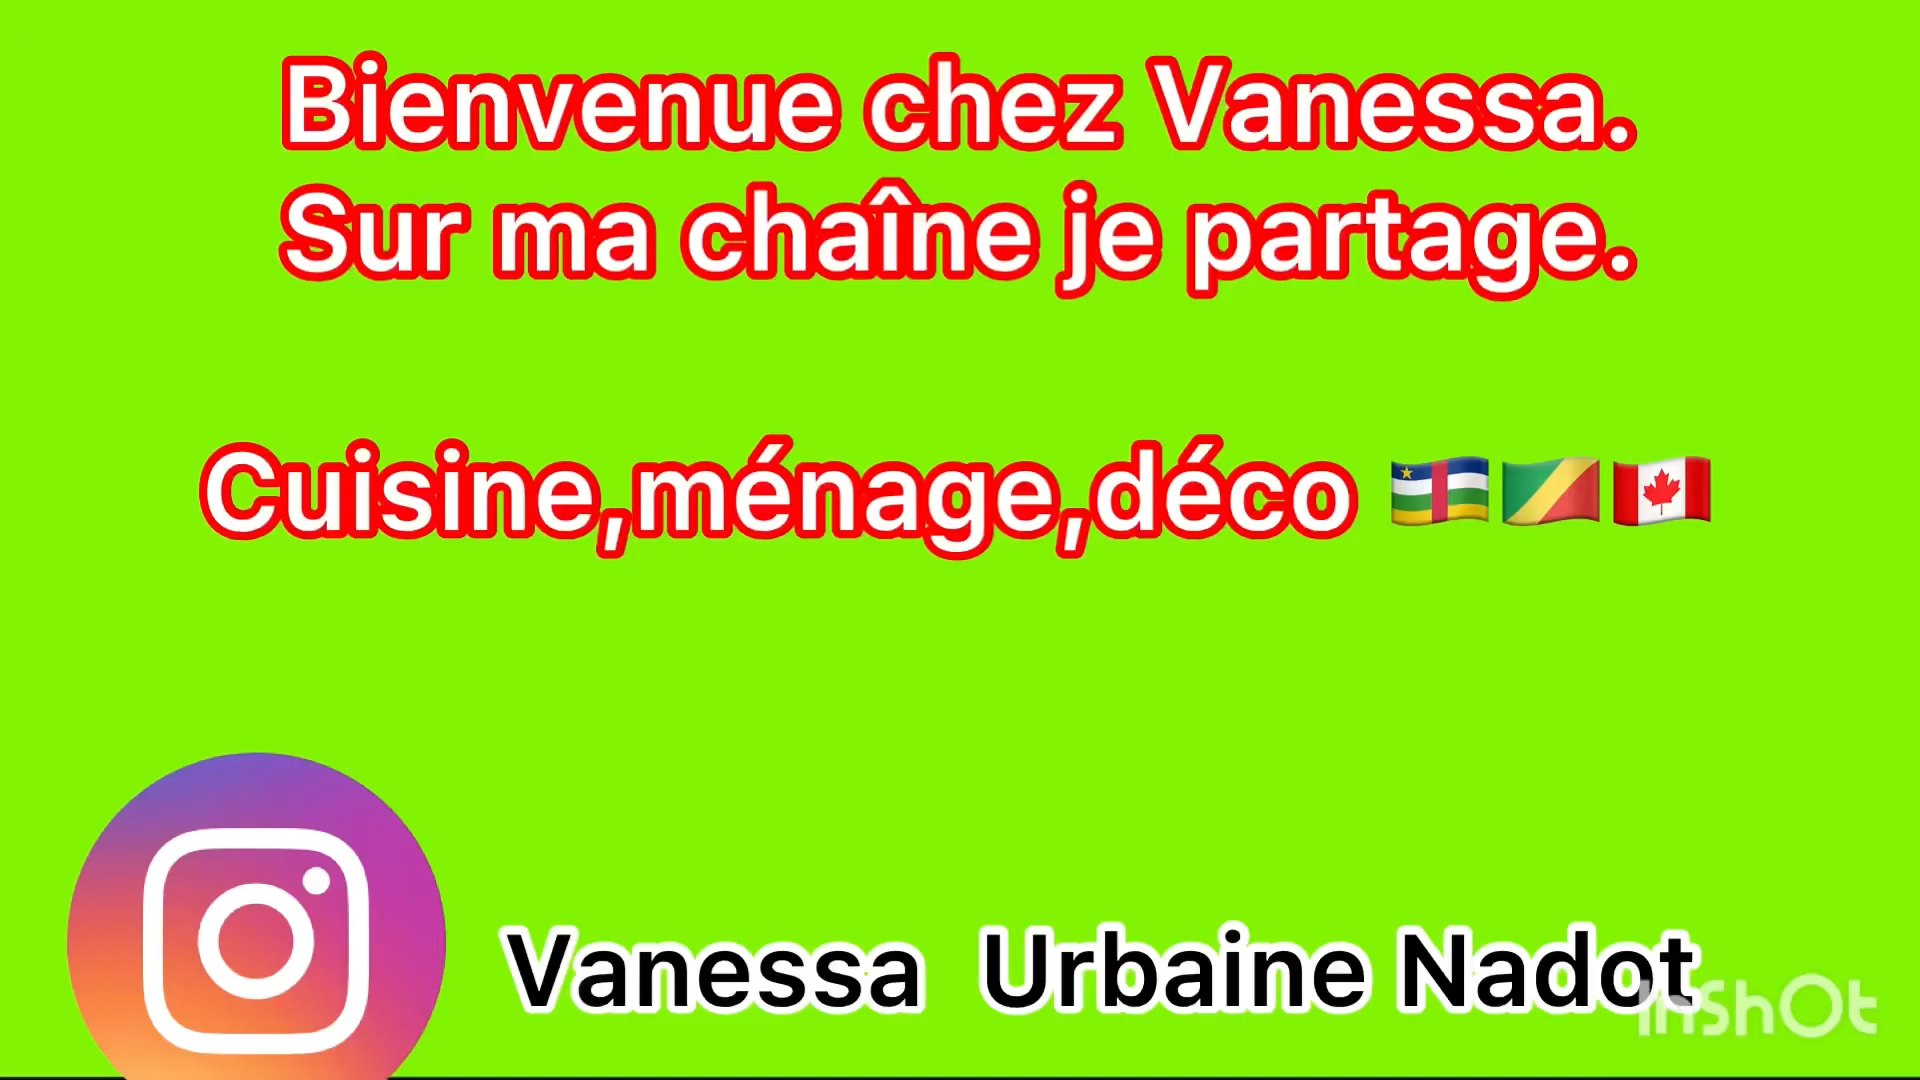 Bienvenue chez Vanessa.
Sur ma chaîne je partage.
Cuisine,ménage,déco 🇨🇫🇨🇬🇨🇦
Vanessa Urbaine Nadot
InShOt